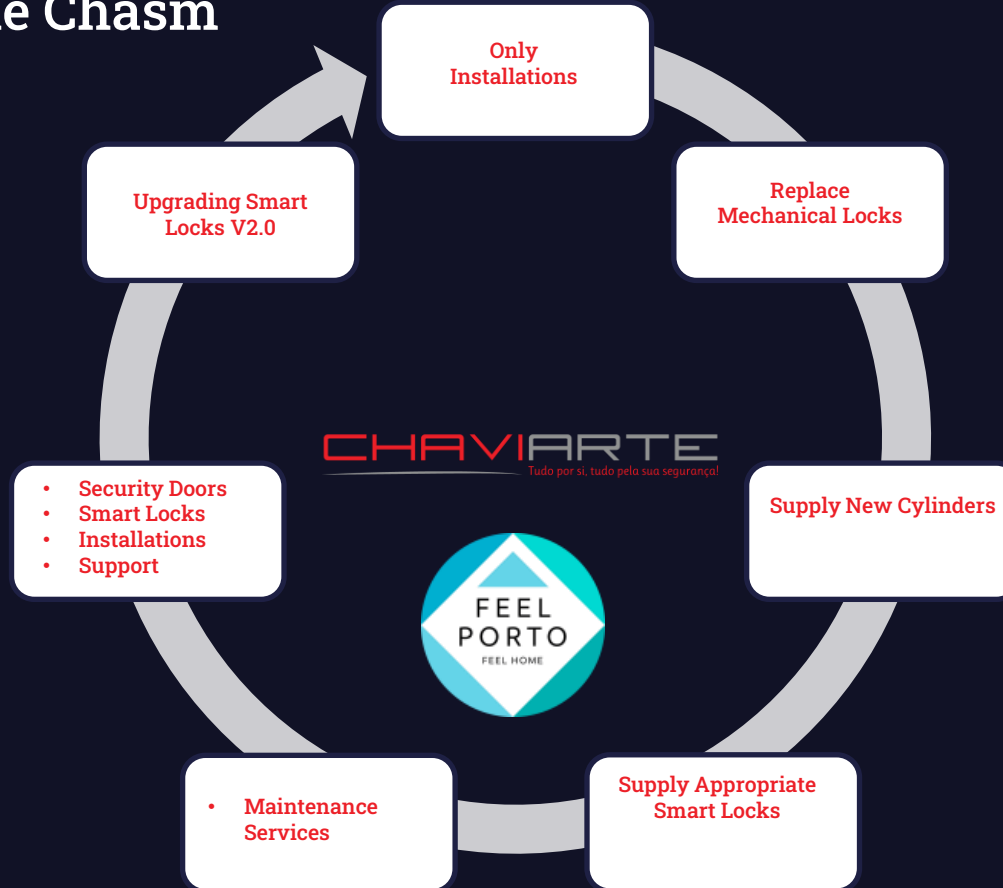 e Chasm
Only
Installations
Replace
Mechanical Locks
Supply New Cylinders
Supply Appropriate
Smart Locks
• Maintenance
Services
• Security Doors
• Smart Locks
• Installations
• Support
Upgrading Smart
Locks V2.0
CHAVIARTE
Tudo por si, tudo pela sua segurança!
FEEL
PORTO
FEEL HOME